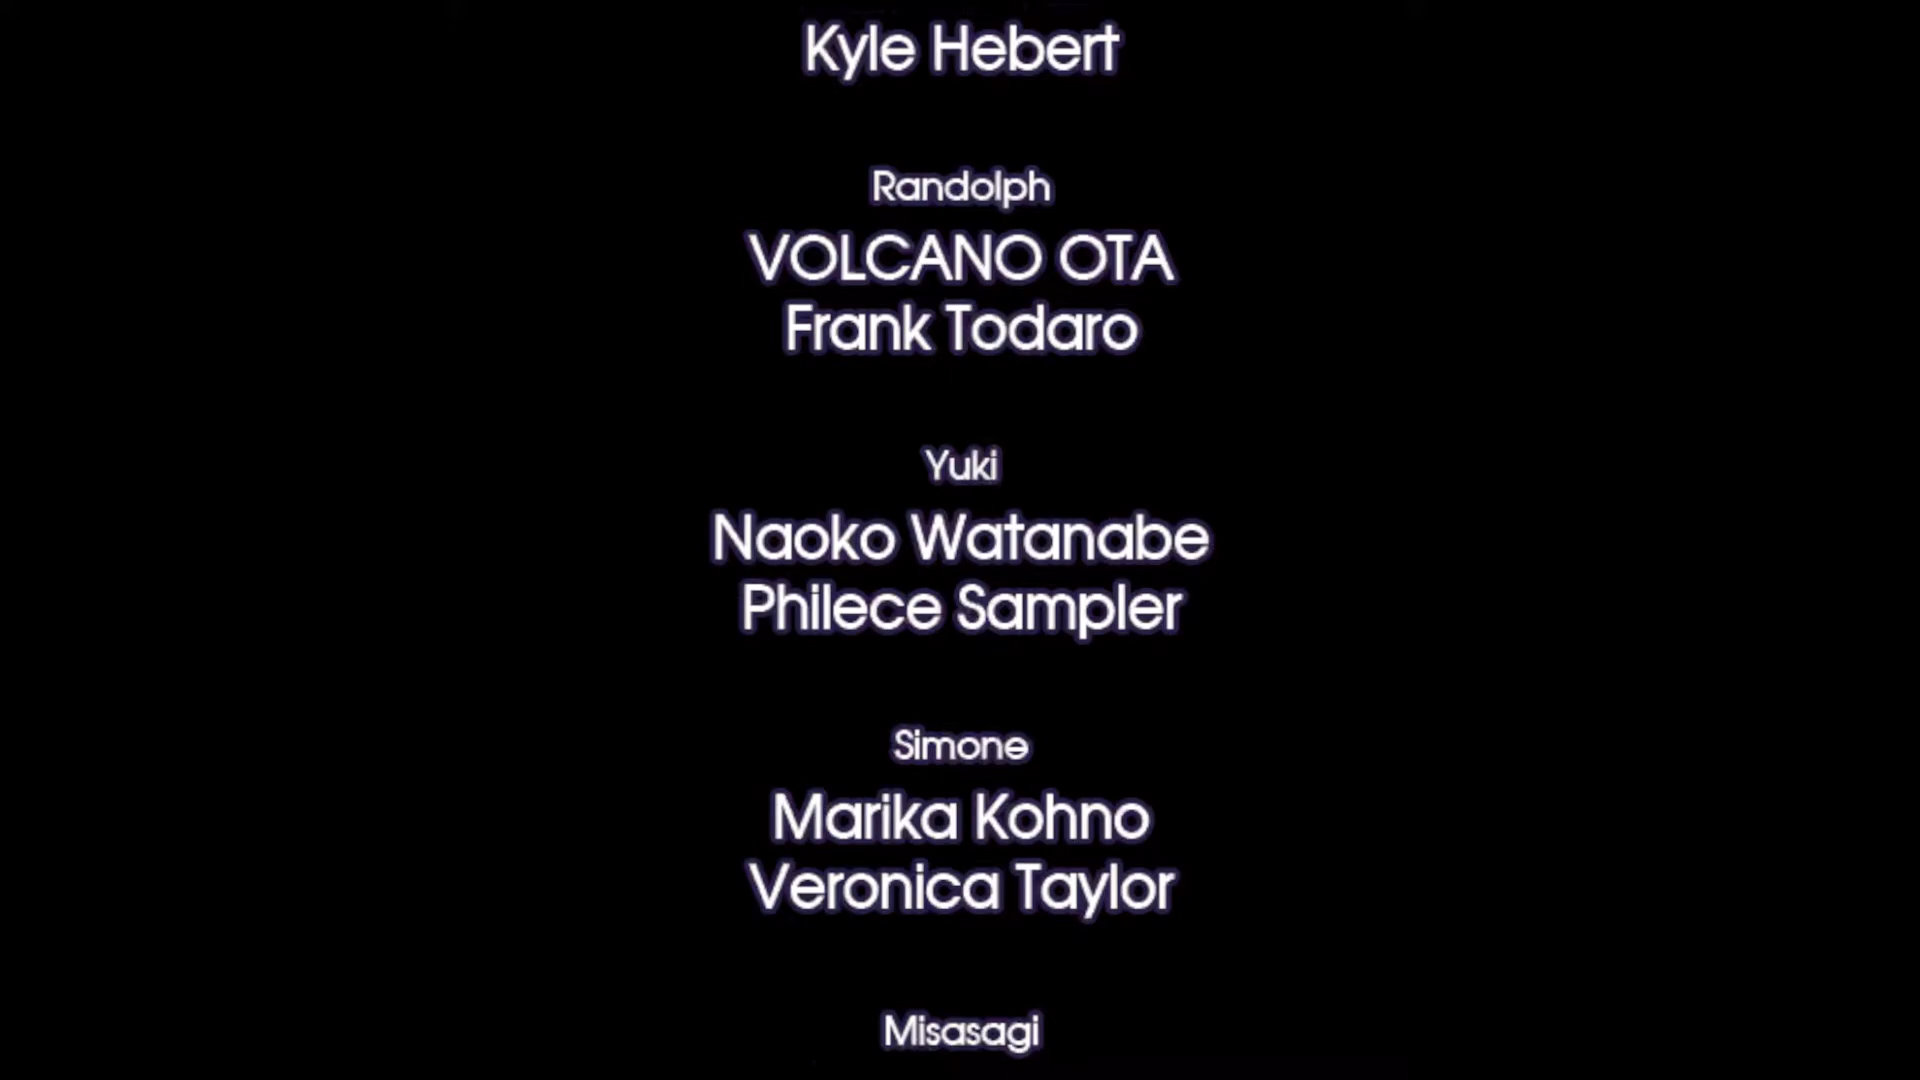 Kyle Hebert
Randolph
VOLCANO OTA
Frank Todaro
Yuki
Naoko Watanabe
Philece Sampler
Simone
Marika Kohno
Veronica Taylor
Misasagi